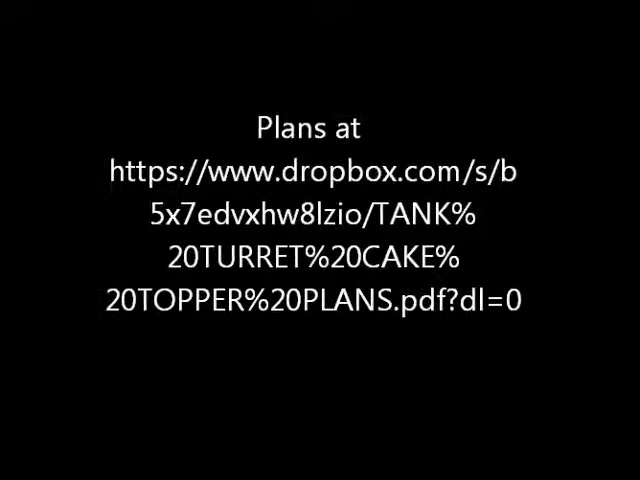 Plans at
https://www.dropbox.com/s/b
5x7edvxhw8lzio/TANK%
20TURRET%20CAKE%
20TOPPER%20PLANS.pdf?dl=0